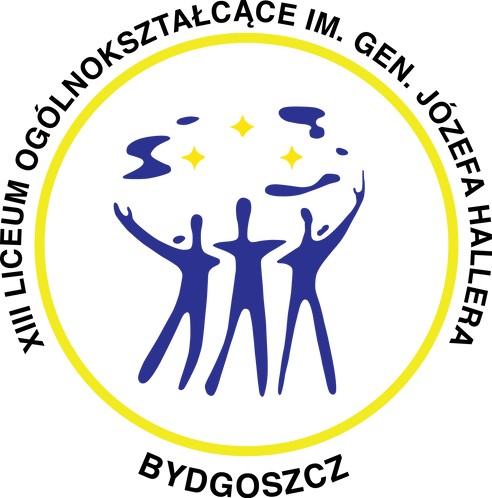 XIII LICEUM OGÓLNOKSZTAŁCĄCE IM. GEN. JÓZEFA HALLERA
BYDGOSZCZ